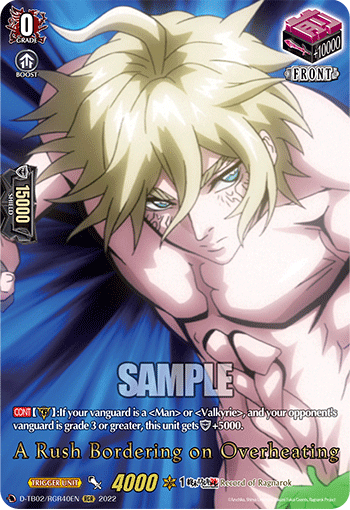 0
GRADE
+10000
FRONT
BOOST
15000
SHIELD
SAMPLE
CONT【】:If your vanguard is a <Man> or <Valkyrie>, and your opponent's
vanguard is grade 3 or greater, this unit gets +5000.
A Rush Bordering on Overheating
TRIGGER UNIT 4000 1 Record of Ragnarok
D-TB02/RGR40EN RGR 2022